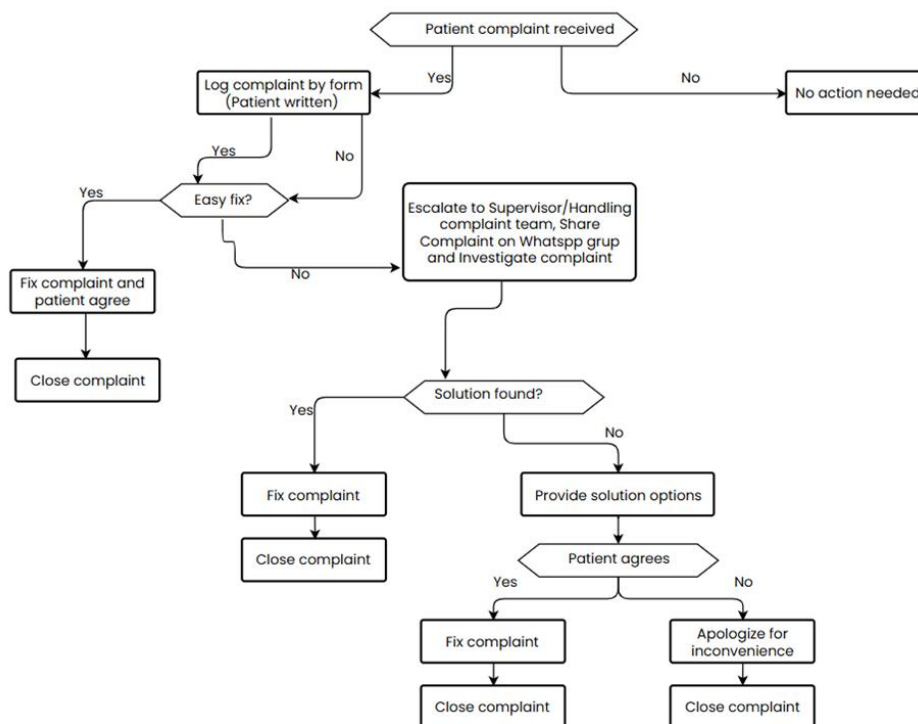 Patient complaint received
Yes
No
Log complaint by form
(Patient written)
No action needed
Yes
No
Yes
Easy fix?
Escalate to Supervisor/Handling
complaint team, Share
Complaint on Whatspp grup
and Investigate complaint
No
Fix complaint and
patient agree
Close complaint
Solution found?
Yes
No
Fix complaint
Provide solution options
Close complaint
Patient agrees
Yes
No
Fix complaint
Apologize for
inconvenience
Close complaint
Close complaint